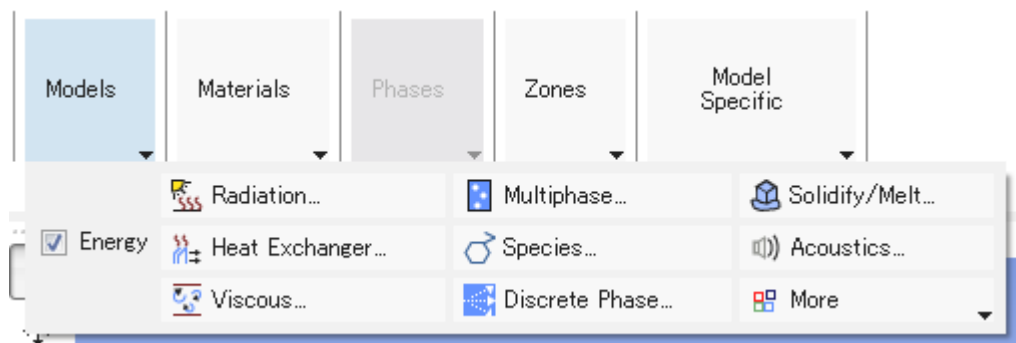 Models
Materials
Phases
Zones
Model
Specific
Energy
Radiation...
Multiphase...
Solidify/Melt...
Heat Exchanger...
Species...
Acoustics...
Viscous...
Discrete Phase...
More